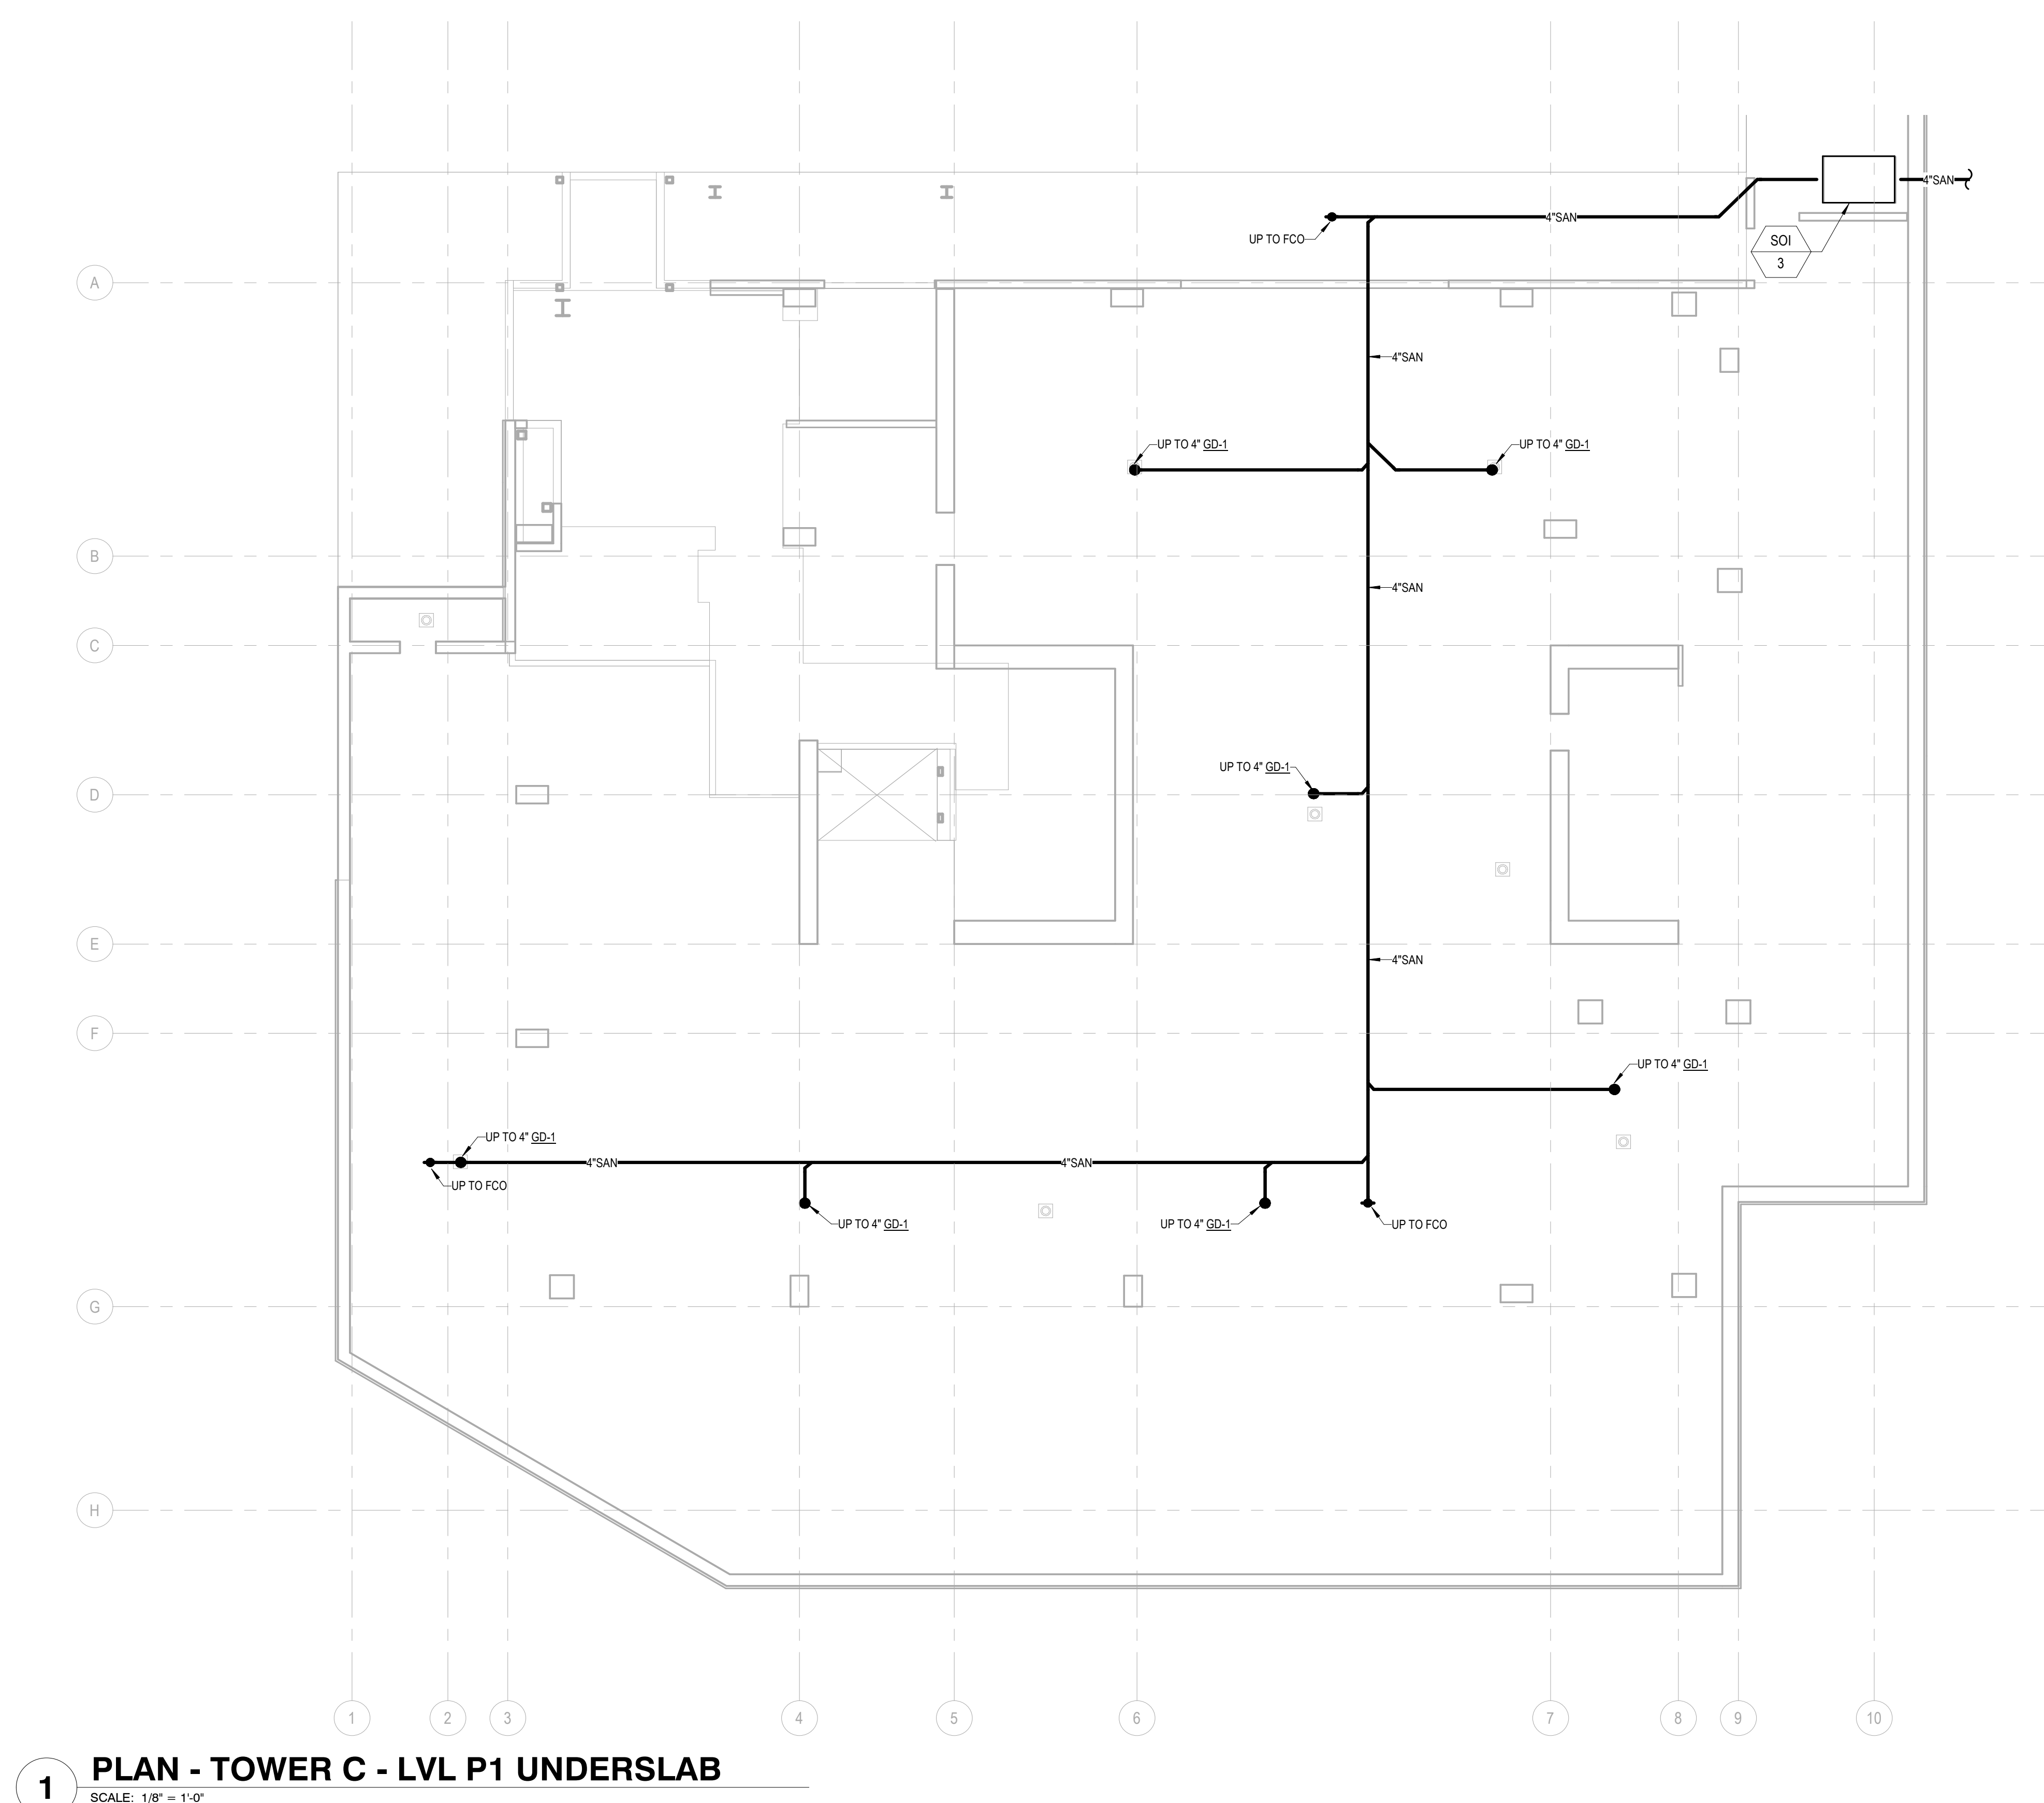 4"SAN
4"SAN
UP TO FCO
SOI
3
A
4"SAN
UP TO 4" GD-1
UP TO 4" GD-1
B
4"SAN
C
UP TO 4" GD-1
D
E
4"SAN
F
UP TO 4" GD-1
UP TO 4" GD-1
4"SAN
4"SAN
UP TO FCO
UP TO 4" GD-1
UP TO 4" GD-1
UP TO FCO
G
H
1
2
3
4
5
6
7
8
9
10
1
PLAN - TOWER C - LVL P1 UNDERSLAB
SCALE: 1/8" = 1'-0"